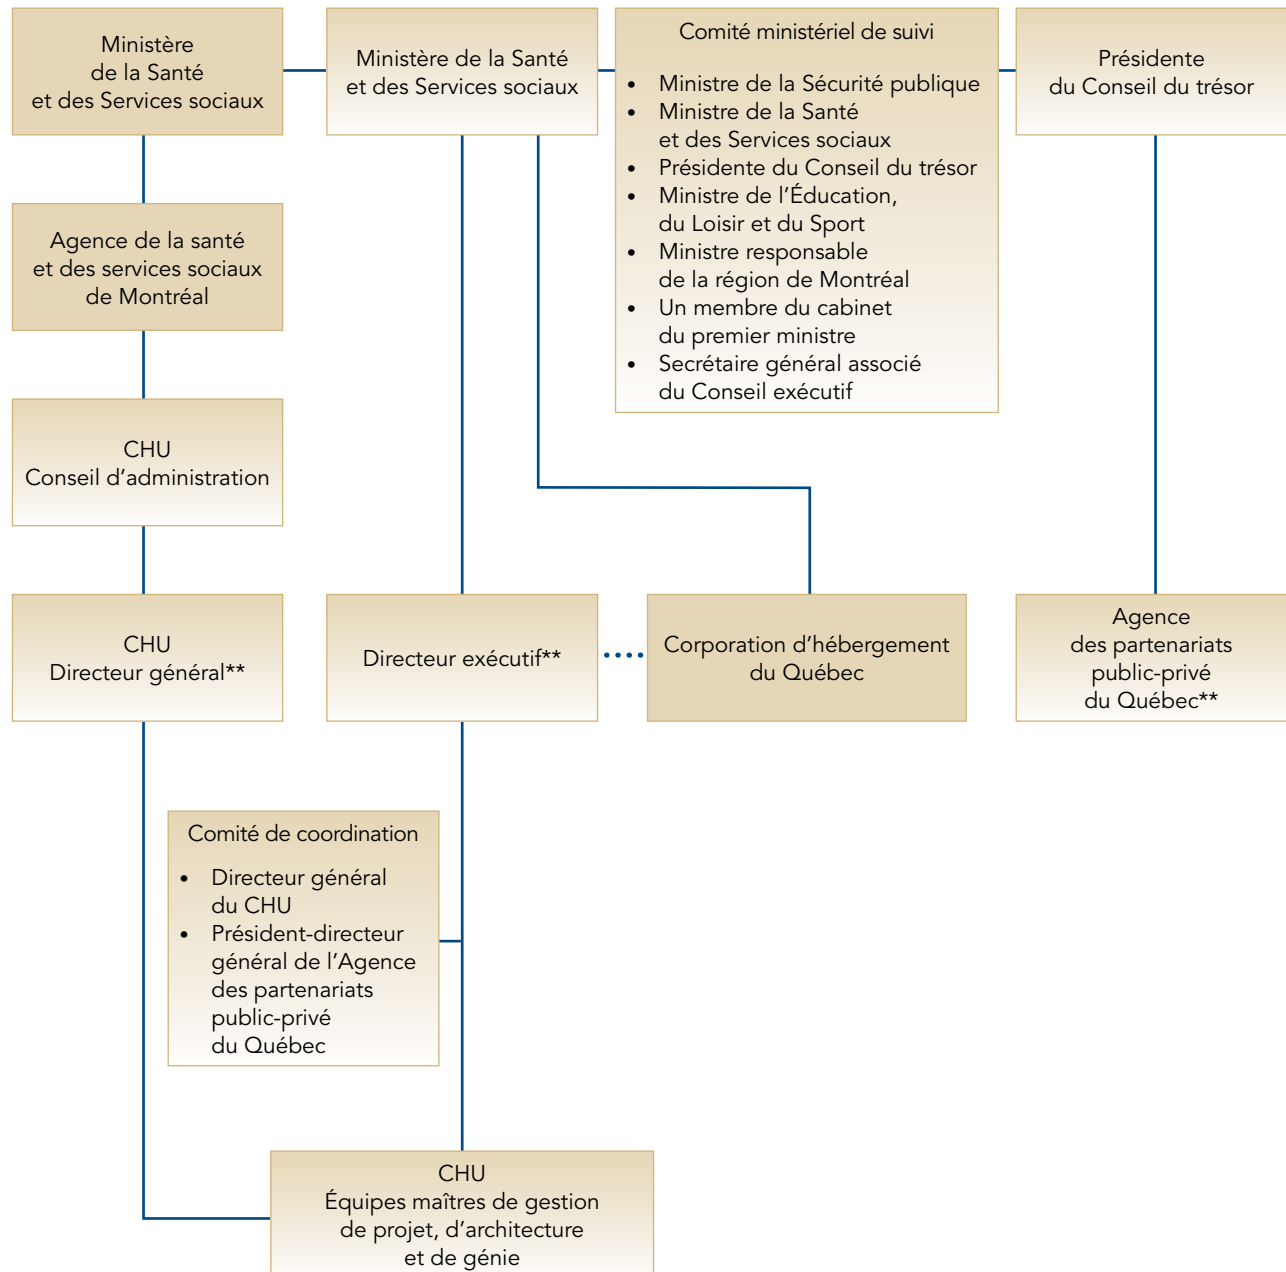 Ministère
de la Santé
et des Services sociaux
Ministère de la Santé
et des Services sociaux
Comité ministériel de suivi
• Ministre de la Sécurité publique
• Ministre de la Santé
et des Services sociaux
• Présidente du Conseil du trésor
• Ministre de l’Éducation,
du Loisir et du Sport
• Ministre responsable
de la région de Montréal
• Un membre du cabinet
du premier ministre
• Secrétaire général associé
du Conseil exécutif
Présidente
du Conseil du trésor
Agence de la santé
et des services sociaux
de Montréal
CHU
Conseil d’administration
CHU
Directeur général**
Directeur exécutif**
Corporation d’hébergement
du Québec
Agence
des partenariats
public-privé
du Québec**
Comité de coordination
• Directeur général
du CHU
• Président-directeur
général de l’Agence
des partenariats
public-privé
du Québec
CHU
Équipes maîtres de gestion
de projet, d’architecture
et de génie